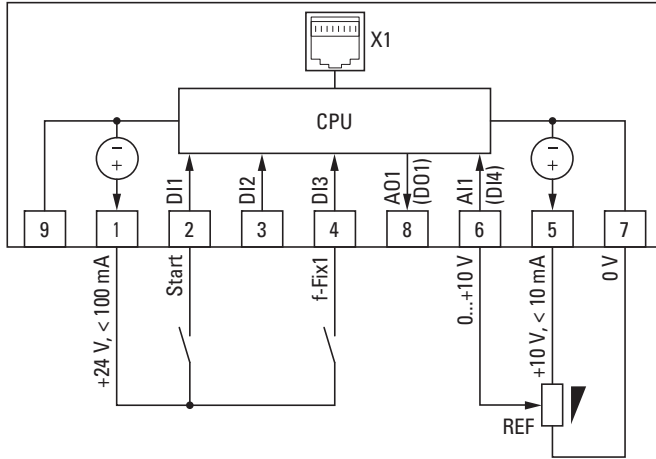 X1
CPU
− + − +
DI1 DI2 DI3 AO1 (DO1) AI1 (DI4)
9 1 2 3 4 8 6 5 7
+24 V, < 100 mA
Start
f-Fix1
0...+10 V
+10 V, < 10 mA
0 V
REF